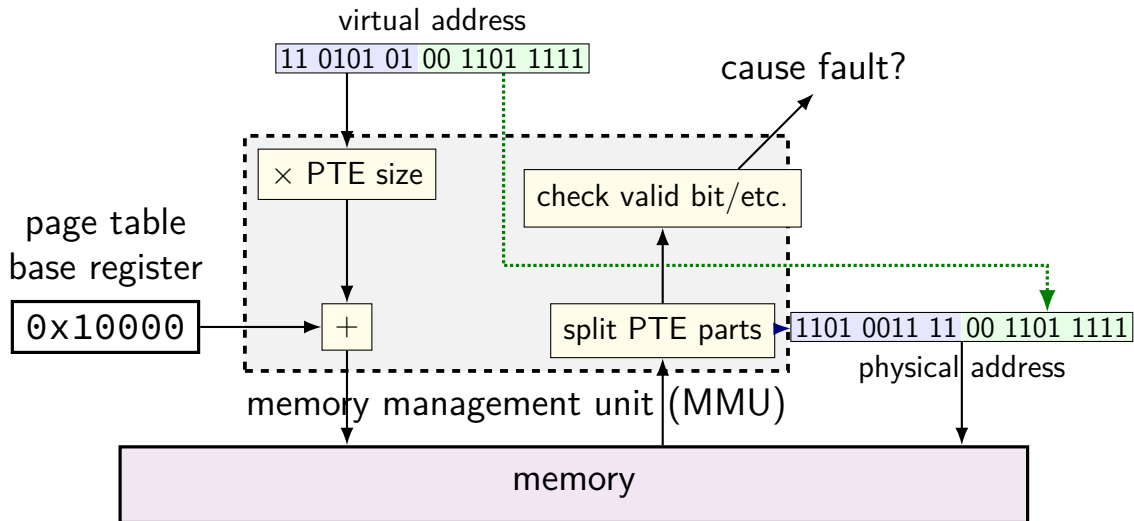 virtual address
11 0101 01 00 1101 1111
cause fault?
× PTE size
check valid bit/etc.
page table
base register
0x10000
+
split PTE parts
1101 0011 11 00 1101 1111
physical address
memory management unit (MMU)
memory